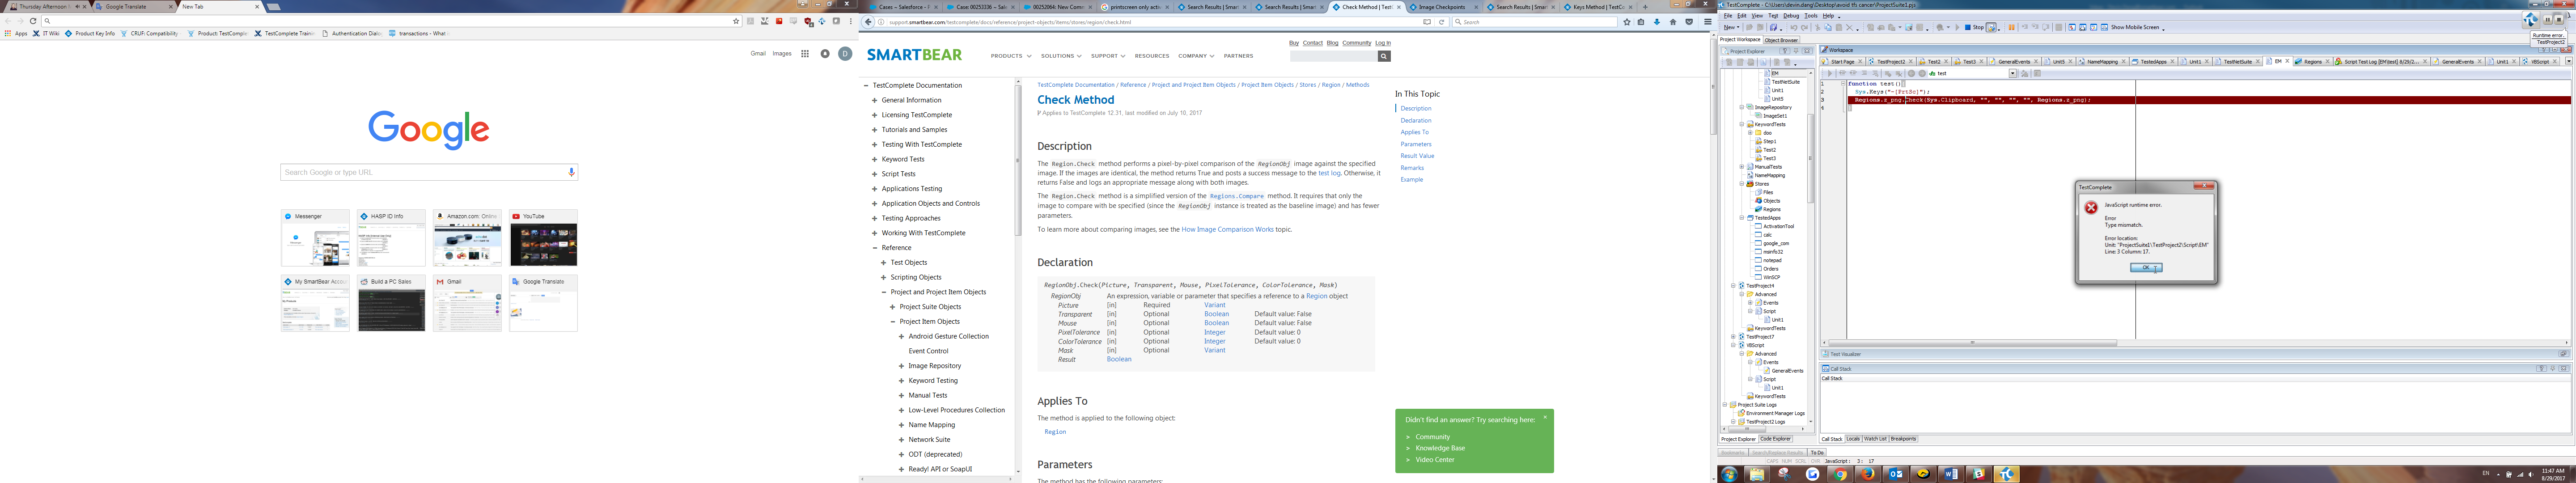 Thursday Afternoon
Google Translate
New Tab
Apps
IT Wiki
Product Key Info
CRUF: Compatibility
Product: TestComple
TestComplete Trainin
Authentication Dialo
transactions - What i
Gmail
Images
D
Google
Search Google or type URL
Messenger
HASP ID Info
Amazon.com: Online
YouTube
My SmartBear Accou
Build a PC Sales
Gmail
Google Translate
Cases ~ Salesforce - P
Cases 00253336 ~ Sales
00252064: New Comm
printscreen only activ
Search Results | Smar
Search Results | Smar
Check Method | TestC
Image Checkpoints
Search Results | Smar
Keys Method | TestCo
support.smartbear.com/testcomplete/docs/reference/project-objects/items/stores/region/check.html
Search
SMARTBEAR
PRODUCTS
SOLUTIONS
SUPPORT
RESOURCES
COMPANY
PARTNERS
Buy Contact Blog Community Log in
TestComplete Documentation
General Information
Licensing TestComplete
Tutorials and Samples
Testing With TestComplete
Keyword Tests
Script Tests
Applications Testing
Application Objects and Controls
Testing Approaches
Working With TestComplete
Reference
Test Objects
Scripting Objects
Project and Project Item Objects
Project Suite Objects
Project Item Objects
Android Gesture Collection
Event Control
Image Repository
Keyword Testing
Manual Tests
Low-Level Procedures Collection
Name Mapping
Network Suite
ODT (deprecated)
Ready! API or SoapUI
TestComplete Documentation / Reference / Project and Project Item Objects / Project Item Objects / Stores / Region / Methods
Check Method
Applies to TestComplete 12.31, last modified on July 10, 2017
Description
The Region.Check method performs a pixel-by-pixel comparison of the RegionObj image against the specified
image. If the images are identical, the method returns True and posts a success message to the test log. Otherwise, it
returns False and logs an appropriate message along with both images.
The Region.Check method is a simplified version of the Regions.Compare method. It requires that only the
image to compare with be specified (since the RegionObj instance is treated as the baseline image) and has fewer
parameters.
To learn more about comparing images, see the How Image Comparison Works topic.
Declaration
RegionObj.Check(Picture, Transparent, Mouse, PixelTolerance, ColorTolerance, Mask)
RegionObj An expression, variable or parameter that specifies a reference to a Region object
Picture [in] Required Variant
Transparent [in] Optional Boolean Default value: False
Mouse [in] Optional Boolean Default value: False
PixelTolerance [in] Optional Integer Default value: 0
ColorTolerance [in] Optional Integer Default value: 0
Mask [in] Optional Variant
Result Boolean
Applies To
The method is applied to the following object:
Region
Parameters
The method has the following parameters:
In This Topic
Description
Declaration
Applies To
Parameters
Result Value
Remarks
Example
Didn't find an answer? Try searching here:
> Community
> Knowledge Base
> Video Center
TestComplete - C:\Users\devin.dang\Desktop\avoid tfs cancer\ProjectSuite1.pjs
File Edit View Test Debug Tools Help
New
Stop
Show Mobile Screen
Runtime error..
TestProject2
Project Workspace
Object Browser
Project Explorer
EM
TestNetSuite
Unit1
Unit5
ImageRepository
ImageSet1
KeywordTests
doo
Step1
Test2
Test3
ManualTests
NameMapping
Stores
Files
Objects
Regions
TestedApps
ActivationTool
calc
google_com
msinfo32
notepad
Orders
WinSCP
TestProject4
Advanced
Events
Script
Unit1
KeywordTests
TestProject7
VBScript
Advanced
Events
GeneralEvents
Script
Unit1
KeywordTests
Project Suite Logs
Environment Manager Logs
TestProject2 Logs
Project Explorer
Code Explorer
Workspace
Start Page
TestProject2
Test2
Test3
GeneralEvents
Unit5
NameMapping
TestedApps
Unit1
TestNetSuite
EM
Regions
Script Test Log [EM\test] 8/29/2...
GeneralEvents
Unit1
VBScript
test
1 function test(){
2 Sys.Keys("~[PrtSc]");
3 Regions.z_png.Check(Sys.Clipboard, "", "", "", "", Regions.z_png);
4 }
TestComplete
JavaScript runtime error.
Error
Type mismatch.
Error location:
Unit: "ProjectSuite1\TestProject2\Script\EM"
Line: 3 Column: 17.
OK
Test Visualizer
Call Stack
Call Stack
Call Stack
Locals
Watch List
Breakpoints
Bookmarks
Search/Replace Results
To Do
CAPS NUM SCRL OVR JavaScript: 3: 17
EN
11:47 AM
8/29/2017